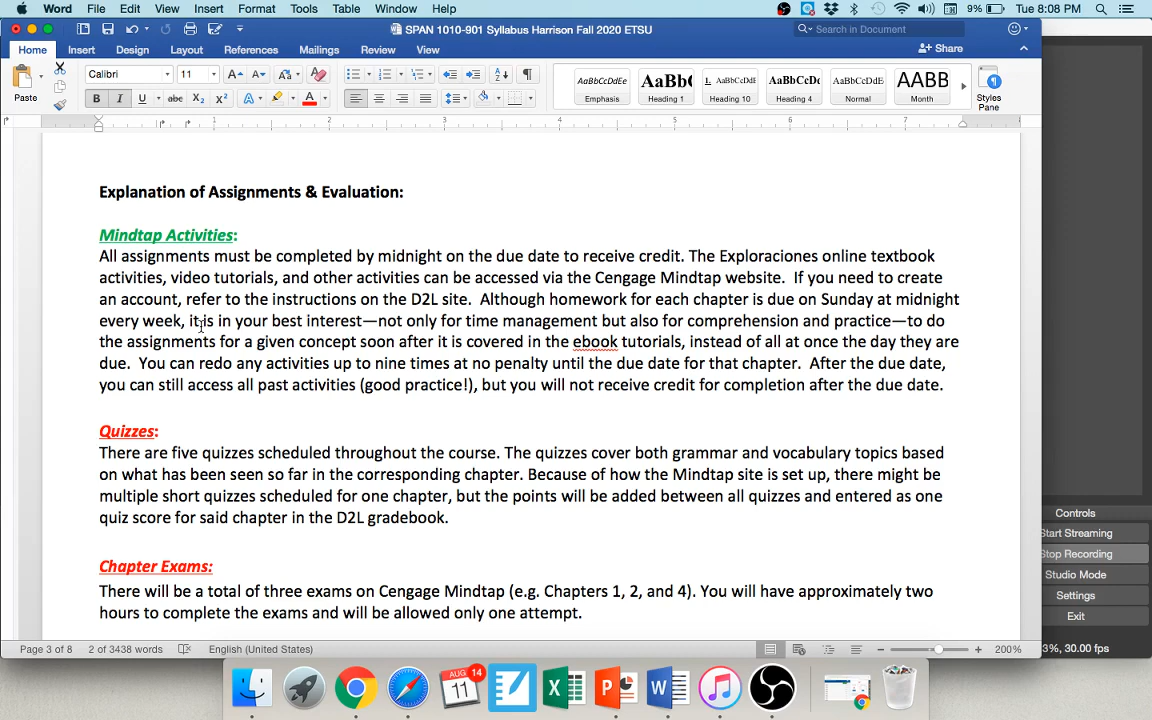 Word File Edit View Insert Format Tools Table Window Help 9% Tue 8:08 PM
SPAN 1010-901 Syllabus Harrison Fall 2020 ETSU
Search in Document
Home Insert Design Layout References Mailings Review View
Share
Paste
Calibri 11
B I U abc X₂ X² A
AaBbCcDdEe AaBbC AaBbCcDdI AaBbCcDc AaBbCcDdEe AABB
Emphasis Heading 1 Heading 10 Heading 4 Normal Month
Styles
Pane
1 2 3 4 5 6 7
Explanation of Assignments & Evaluation:
Mindtap Activities:
All assignments must be completed by midnight on the due date to receive credit. The Exploraciones online textbook
activities, video tutorials, and other activities can be accessed via the Cengage Mindtap website.  If you need to create
an account, refer to the instructions on the D2L site.  Although homework for each chapter is due on Sunday at midnight
every week, it is in your best interest—not only for time management but also for comprehension and practice—to do
the assignments for a given concept soon after it is covered in the ebook tutorials, instead of all at once the day they are
due.  You can redo any activities up to nine times at no penalty until the due date for that chapter.  After the due date,
you can still access all past activities (good practice!), but you will not receive credit for completion after the due date.
Quizzes:
There are five quizzes scheduled throughout the course. The quizzes cover both grammar and vocabulary topics based
on what has been seen so far in the corresponding chapter. Because of how the Mindtap site is set up, there might be
multiple short quizzes scheduled for one chapter, but the points will be added between all quizzes and entered as one
quiz score for said chapter in the D2L gradebook.
Chapter Exams:
There will be a total of three exams on Cengage Mindtap (e.g. Chapters 1, 2, and 4). You will have approximately two
hours to complete the exams and will be allowed only one attempt.
Page 3 of 8 2 of 3438 words English (United States) 200%
Controls
Start Streaming
Stop Recording
Studio Mode
Settings
Exit
3%, 30.00 fps
AUG
11
14